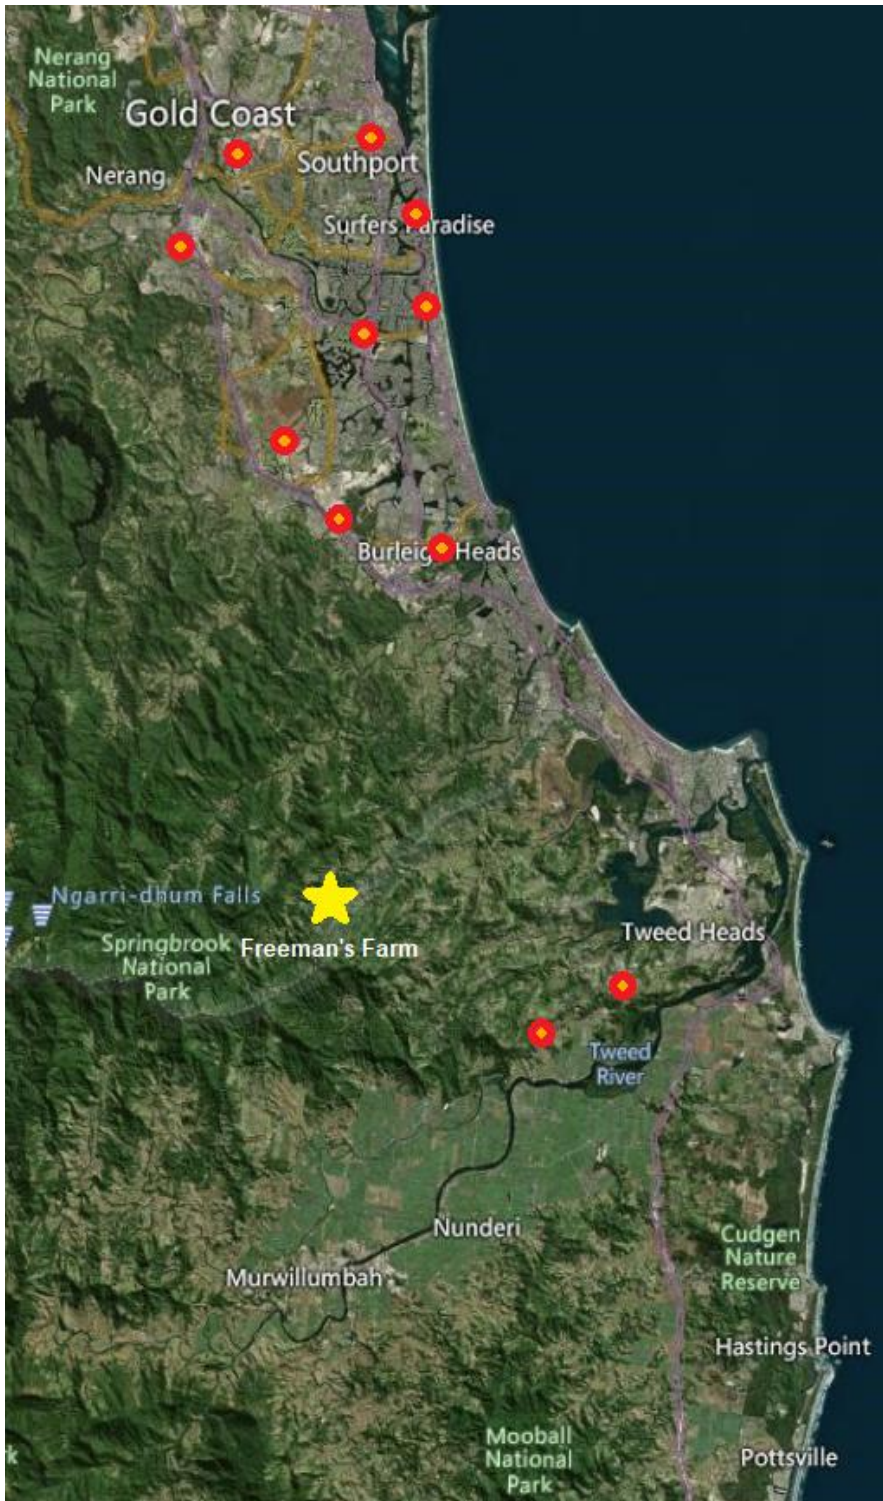 Nerang
National
Park
Gold Coast
Southport
Nerang
Surfers Paradise
Burleigh Heads
Ngarri-dhum Falls
Freeman's Farm
Springbrook
National
Park
Tweed Heads
Tweed
River
Nunderi
Cudgen
Nature
Reserve
Murwillumbah
Hastings Point
Mooball
National
Park
Pottsville
k